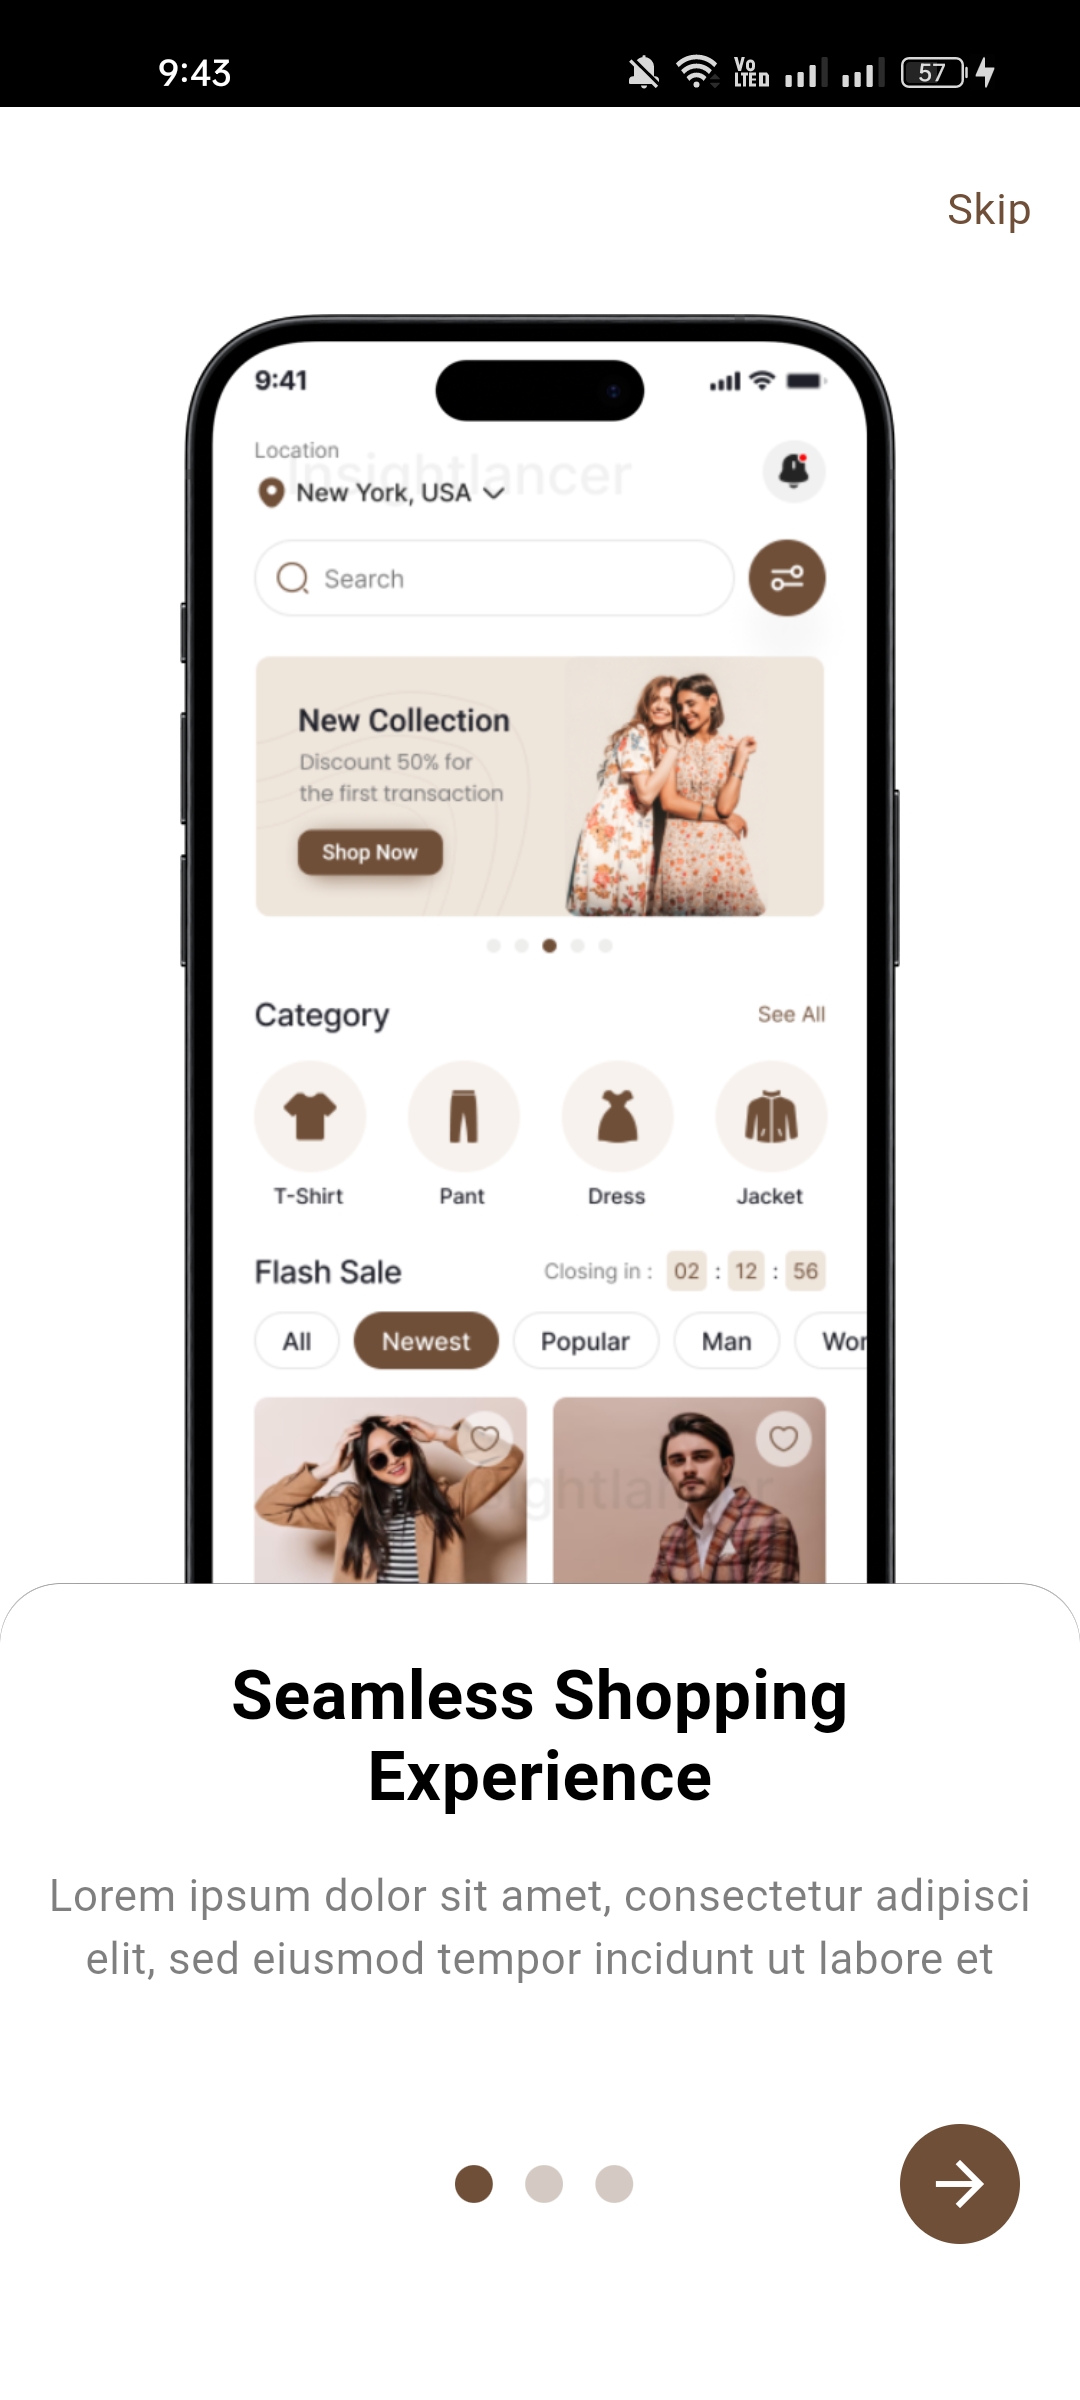 9:43
Vo
LTED
57
Skip
9:41
Location
Insightlancer
New York, USA
Search
New Collection
Discount 50% for
the first transaction
Shop Now
Category
See All
T-Shirt Pant Dress Jacket
Flash Sale
Closing in : 02 : 12 : 56
All Newest Popular Man Wor
Seamless Shopping
Experience
Lorem ipsum dolor sit amet, consectetur adipisci
elit, sed eiusmod tempor incidunt ut labore et